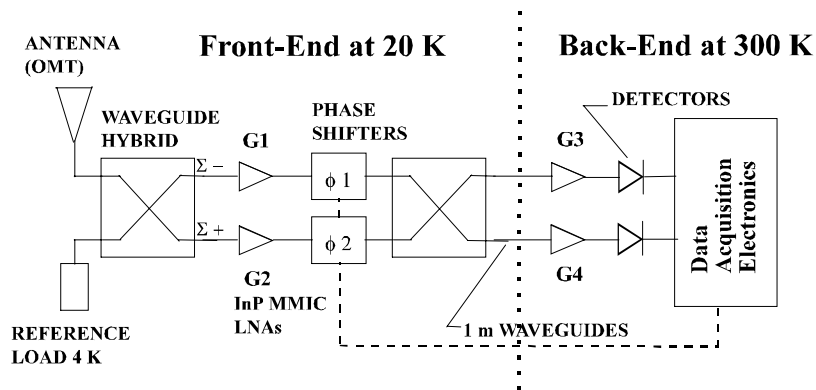 ANTENNA
(OMT)
Front-End at 20 K
Back-End at 300 K
WAVEGUIDE
HYBRID
PHASE
SHIFTERS
DETECTORS
G1
G3
Σ −
ϕ 1
Σ +
ϕ 2
G2
G4
InP MMIC
LNAs
Data
Acquisition
Electronics
REFERENCE
LOAD 4 K
1 m WAVEGUIDES